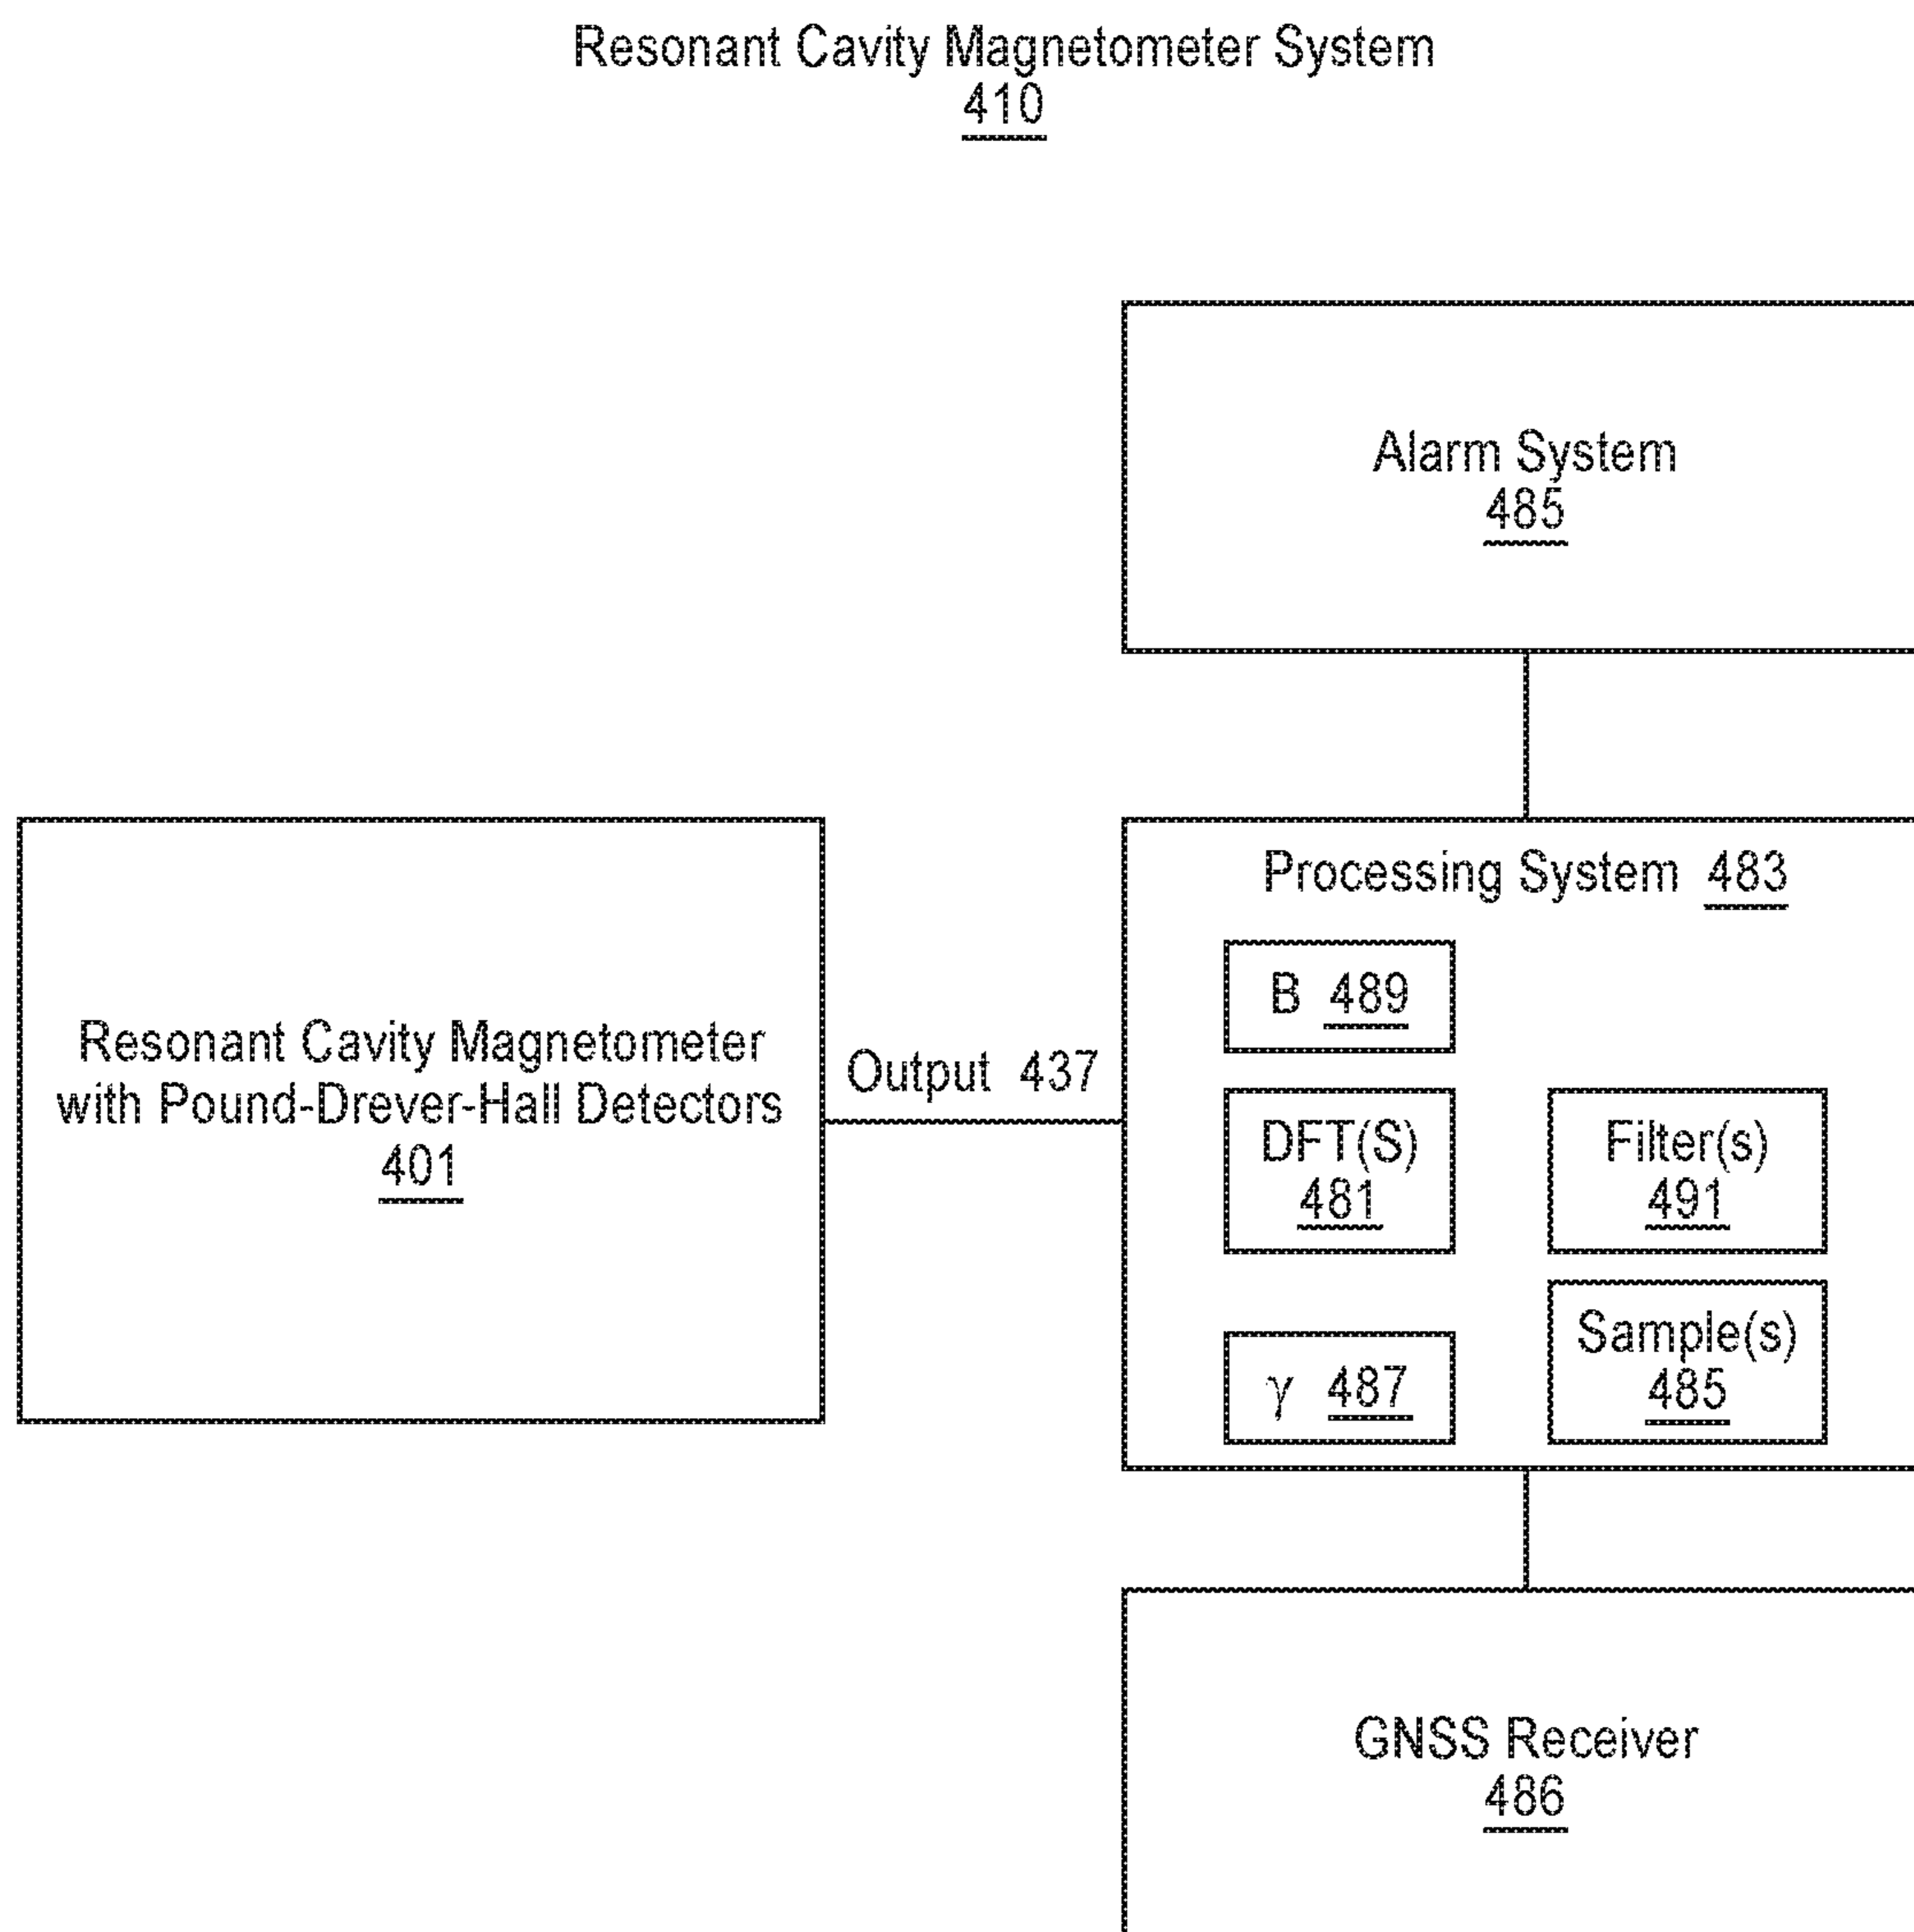 Resonant Cavity Magnetometer System
410
Alarm System
485
Processing System 483
B 489
Resonant Cavity Magnetometer
with Pound-Drever-Hall Detectors
401
Output 437
DFT(S)
481
Filter(s)
491
γ 487
Sample(s)
485
GNSS Receiver
486